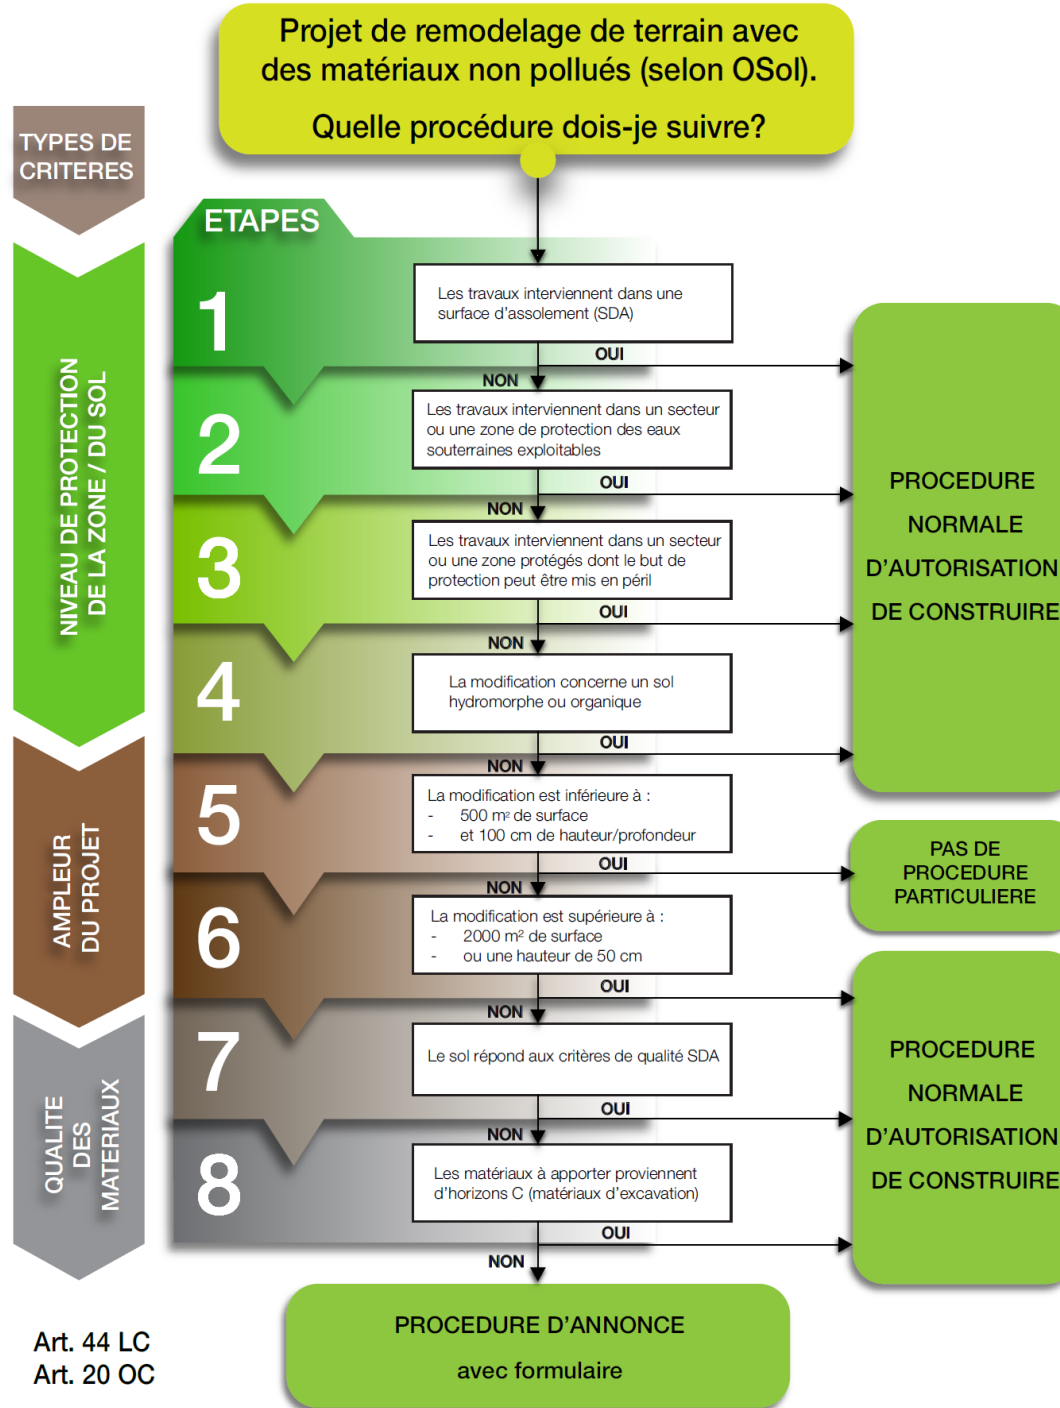 Projet de remodelage de terrain avec
des matériaux non pollués (selon OSol).
Quelle procédure dois-je suivre?
TYPES DE
CRITERES
ETAPES
NIVEAU DE PROTECTION
DE LA ZONE / DU SOL
1
Les travaux interviennent dans une
surface d'assolement (SDA)
OUI
NON
2
Les travaux interviennent dans un secteur
ou une zone de protection des eaux
souterraines exploitables
OUI
NON
3
Les travaux interviennent dans un secteur
ou une zone protégés dont le but de
protection peut être mis en péril
OUI
NON
4
La modification concerne un sol
hydromorphe ou organique
OUI
NON
PROCEDURE
NORMALE
D'AUTORISATION
DE CONSTRUIRE
AMPLEUR
DU PROJET
5
La modification est inférieure à :
- 500 m² de surface
- et 100 cm de hauteur/profondeur
OUI
NON
PAS DE
PROCEDURE
PARTICULIERE
6
La modification est supérieure à :
- 2000 m² de surface
- ou une hauteur de 50 cm
OUI
NON
QUALITE
DES
MATERIAUX
7
Le sol répond aux critères de qualité SDA
OUI
NON
8
Les matériaux à apporter proviennent
d'horizons C (matériaux d'excavation)
OUI
NON
PROCEDURE
NORMALE
D'AUTORISATION
DE CONSTRUIRE
PROCEDURE D'ANNONCE
avec formulaire
Art. 44 LC
Art. 20 OC